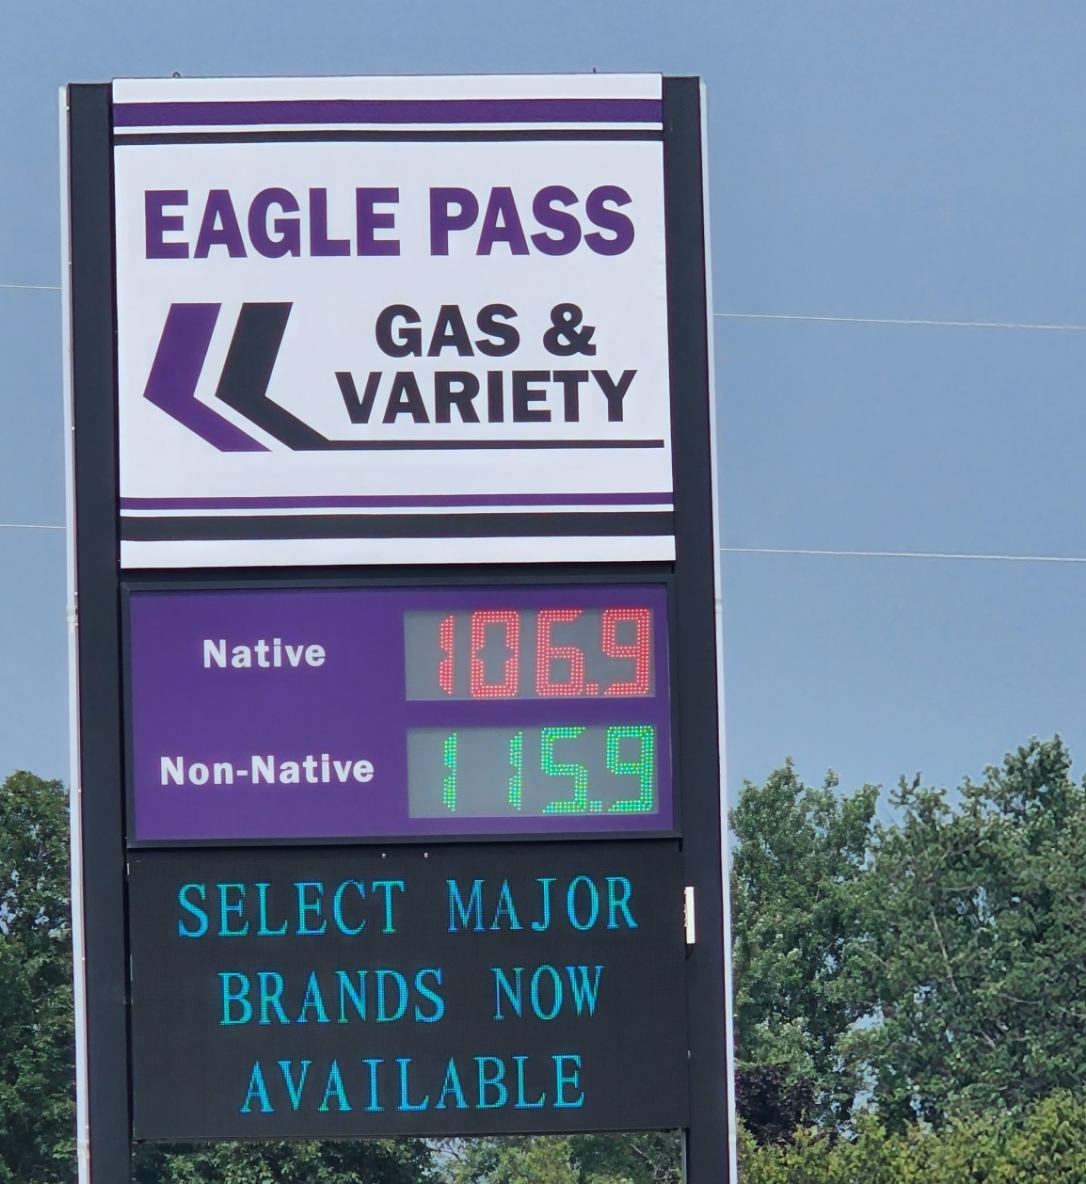 EAGLE PASS
GAS &
VARIETY
Native 106.9
Non-Native 115.9
SELECT MAJOR
BRANDS NOW
AVAILABLE